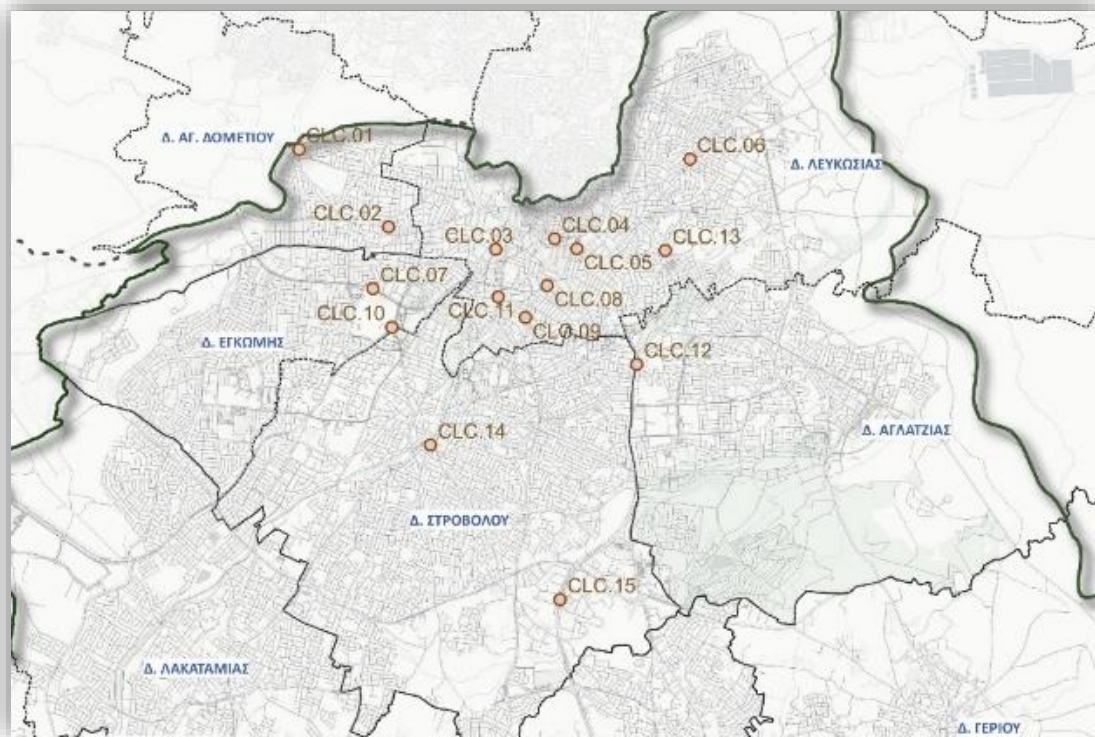 Δ. ΑΓ. ΔΟΜΕΤΙΟΥ
CLC.01
CLC.06
Δ. ΛΕΥΚΩΣΙΑΣ
CLC.02
CLC.03
CLC.04
CLC.05
CLC.13
CLC.07
CLC.08
CLC.10
CLC.11
CLC.09
Δ. ΕΓΚΩΜΗΣ
CLC.12
Δ. ΑΓΛΑΤΖΙΑΣ
CLC.14
Δ. ΣΤΡΟΒΟΛΟΥ
CLC.15
Δ. ΛΑΚΑΤΑΜΙΑΣ
Δ. ΓΕΡΙΟΥ